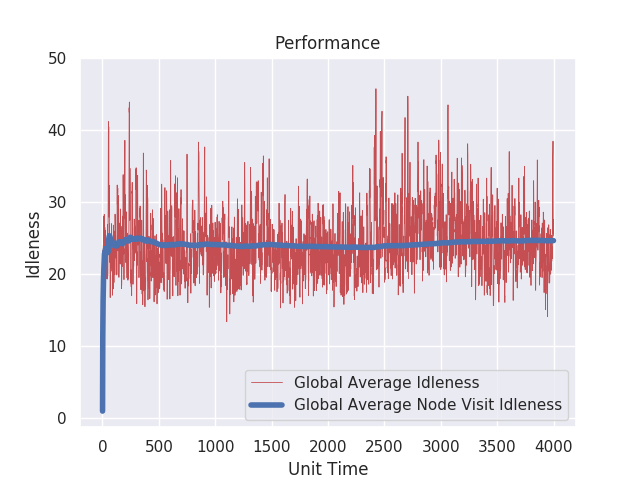 Performance
50
40
30
20
10
0
Idleness
Global Average Idleness
Global Average Node Visit Idleness
0 500 1000 1500 2000 2500 3000 3500 4000
Unit Time